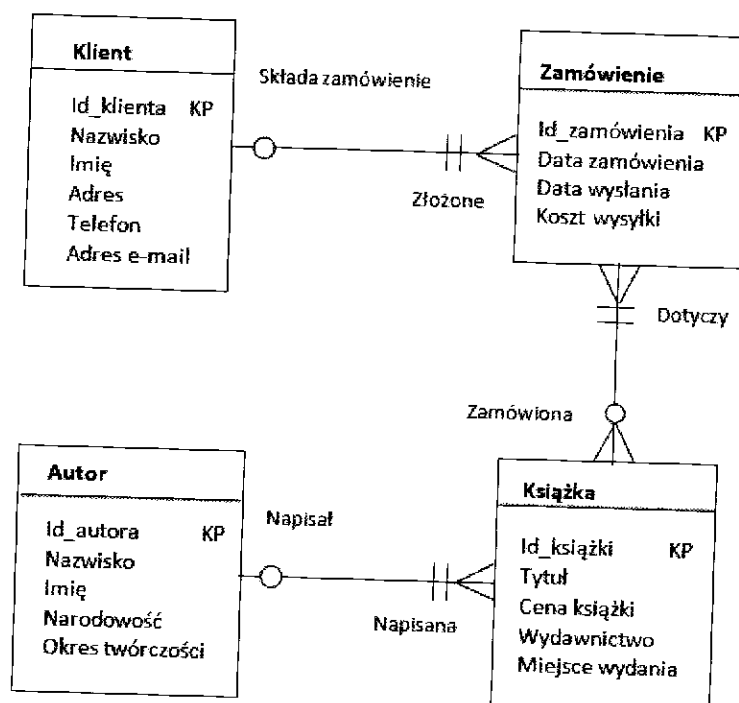 Klient
Id_klienta KP
Nazwisko
Imię
Adres
Telefon
Adres e-mail
Składa zamówienie
Złożone
Zamówienie
Id_zamówienia KP
Data zamówienia
Data wysłania
Koszt wysyłki
Dotyczy
Zamówiona
Autor
Id_autora KP
Nazwisko
Imię
Narodowość
Okres twórczości
Napisał
Napisana
Książka
Id_książki KP
Tytuł
Cena książki
Wydawnictwo
Miejsce wydania